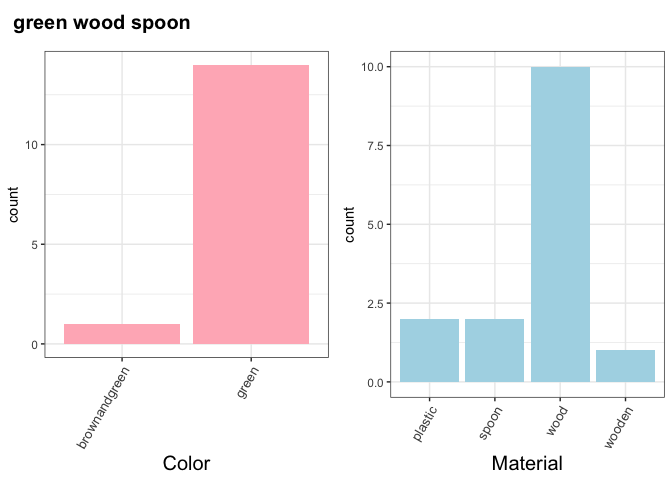 green wood spoon
count
10
5
0
brownandgreen
green
Color
count
10.0
7.5
5.0
2.5
0.0
plastic
spoon
wood
wooden
Material